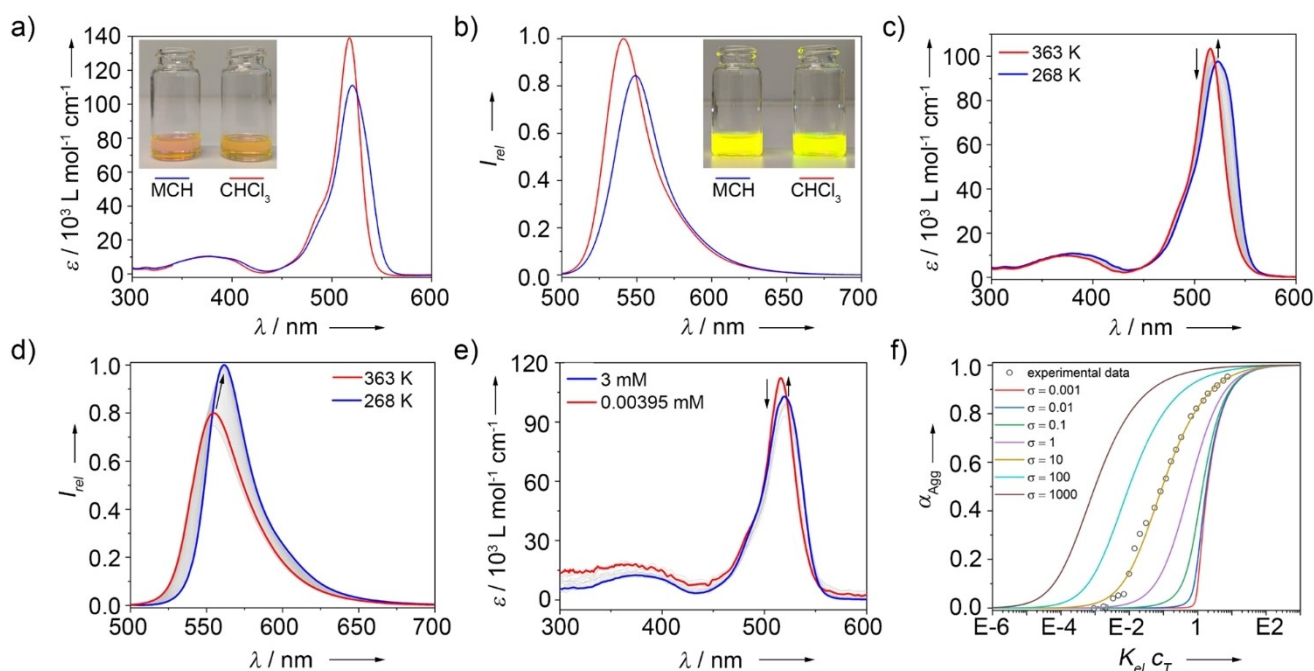 a)
ε / 10³ L mol⁻¹ cm⁻¹
140
120
100
80
60
40
20
0
MCH CHCl₃
300 400 500 600
λ / nm
b)
I_rel
1.0
0.8
0.6
0.4
0.2
0.0
MCH CHCl₃
500 550 600 650 700
λ / nm
c)
ε / 10³ L mol⁻¹ cm⁻¹
100
80
60
40
20
0
363 K
268 K
300 400 500 600
λ / nm
d)
I_rel
1.0
0.8
0.6
0.4
0.2
0.0
363 K
268 K
500 550 600 650 700
λ / nm
e)
ε / 10³ L mol⁻¹ cm⁻¹
120
90
60
30
0
3 mM
0.00395 mM
300 400 500 600
λ / nm
f)
α_Agg
1.0
0.8
0.6
0.4
0.2
0.0
experimental data
σ = 0.001
σ = 0.01
σ = 0.1
σ = 1
σ = 10
σ = 100
σ = 1000
E-6 E-4 E-2 1 E2
K_el c_T